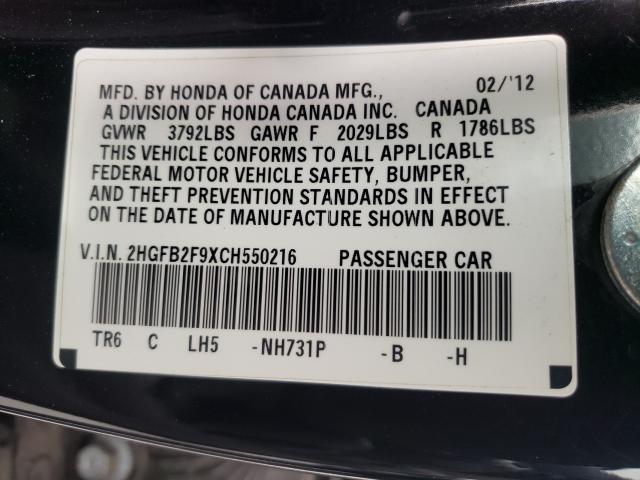 MFD. BY HONDA OF CANADA MFG., 02/'12
A DIVISION OF HONDA CANADA INC. CANADA
GVWR 3792LBS GAWR F 2029LBS R 1786LBS
THIS VEHICLE CONFORMS TO ALL APPLICABLE
FEDERAL MOTOR VEHICLE SAFETY, BUMPER,
AND THEFT PREVENTION STANDARDS IN EFFECT
ON THE DATE OF MANUFACTURE SHOWN ABOVE.
V.I.N. 2HGFB2F9XCH550216 PASSENGER CAR
TR6 C LH5 -NH731P -B -H